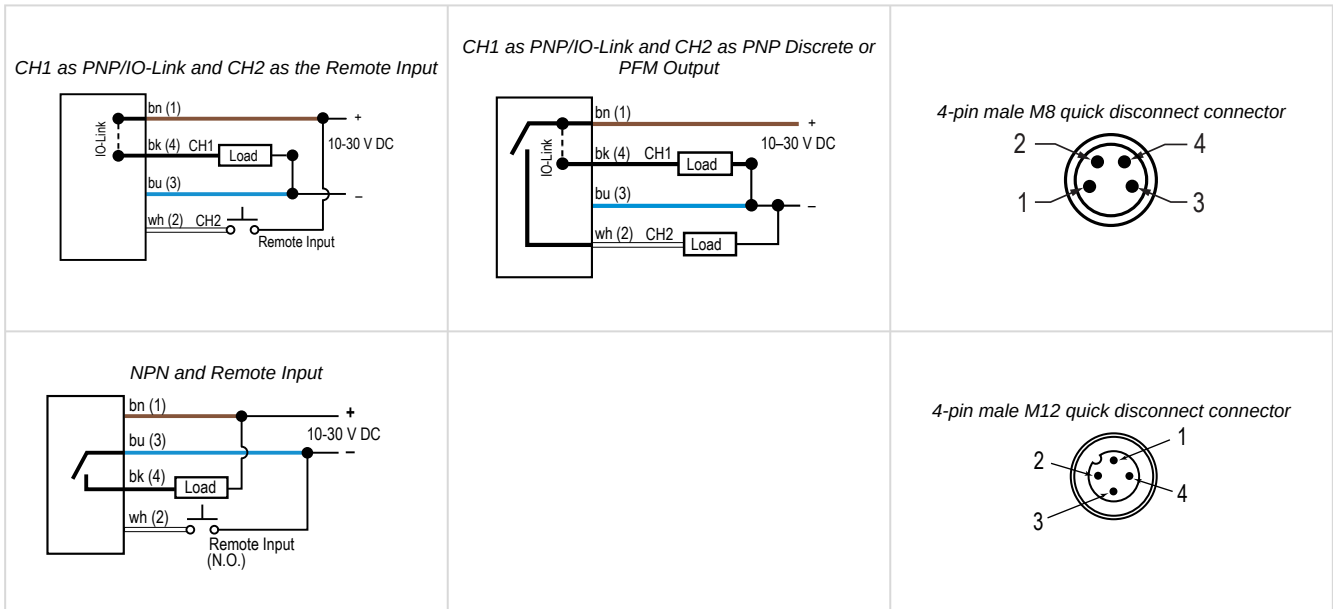 CH1 as PNP/IO-Link and CH2 as the Remote Input
bn (1)
+
IO-Link
10-30 V DC
bk (4) CH1 Load
bu (3)
–
wh (2) CH2
Remote Input
CH1 as PNP/IO-Link and CH2 as PNP Discrete or
PFM Output
bn (1)
+
IO-Link
10–30 V DC
bk (4) CH1 Load
bu (3)
–
wh (2) CH2 Load
4-pin male M8 quick disconnect connector
2 4
1 3
NPN and Remote Input
bn (1)
+
10-30 V DC
bu (3)
–
bk (4) Load
wh (2)
Remote Input
(N.O.)
4-pin male M12 quick disconnect connector
1
2
4
3